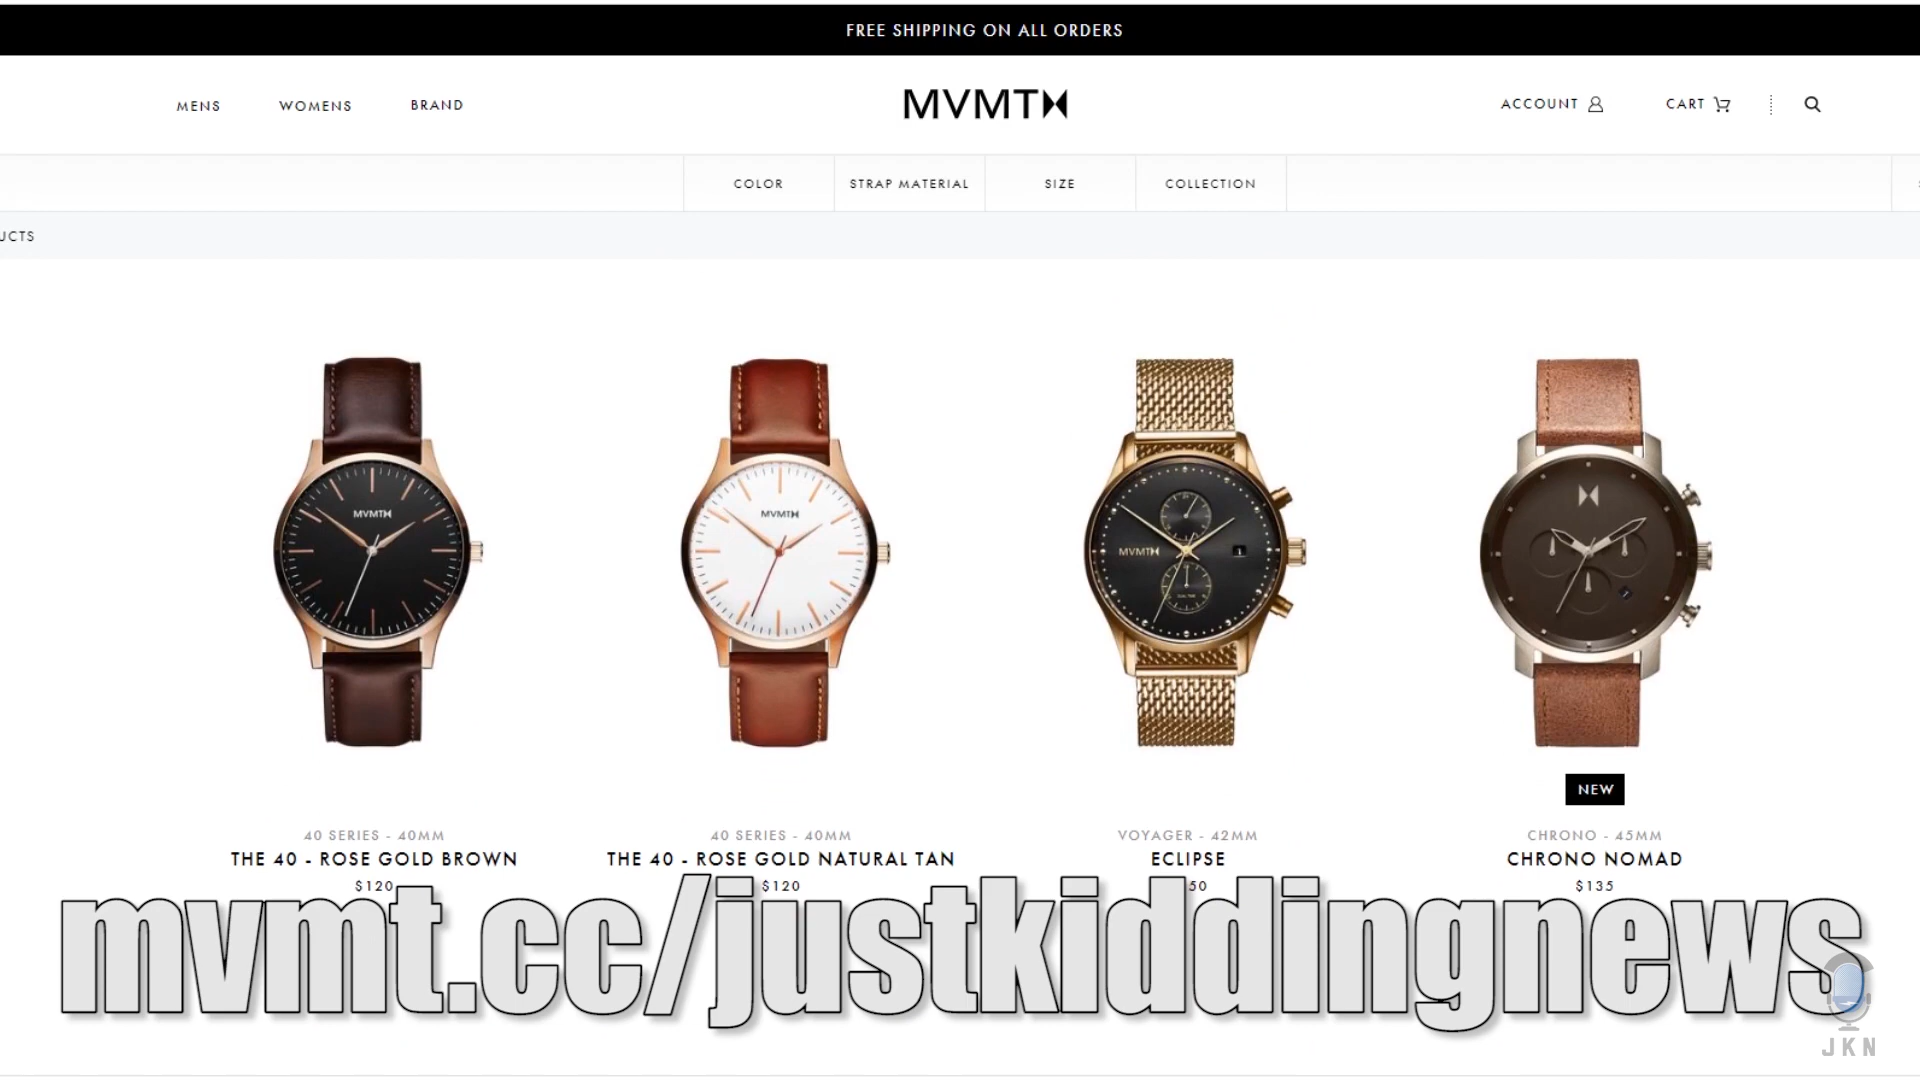 FREE SHIPPING ON ALL ORDERS
MENS
WOMENS
BRAND
MVMT
ACCOUNT
CART
COLOR
STRAP MATERIAL
SIZE
COLLECTION
UCTS
MVMT
MVMT
MVMT
NEW
40 SERIES - 40MM
40 SERIES - 40MM
VOYAGER - 42MM
CHRONO - 45MM
THE 40 - ROSE GOLD BROWN
THE 40 - ROSE GOLD NATURAL TAN
ECLIPSE
CHRONO NOMAD
$120
$120
50
$135
mvmt.cc/justkiddingnews
JKN